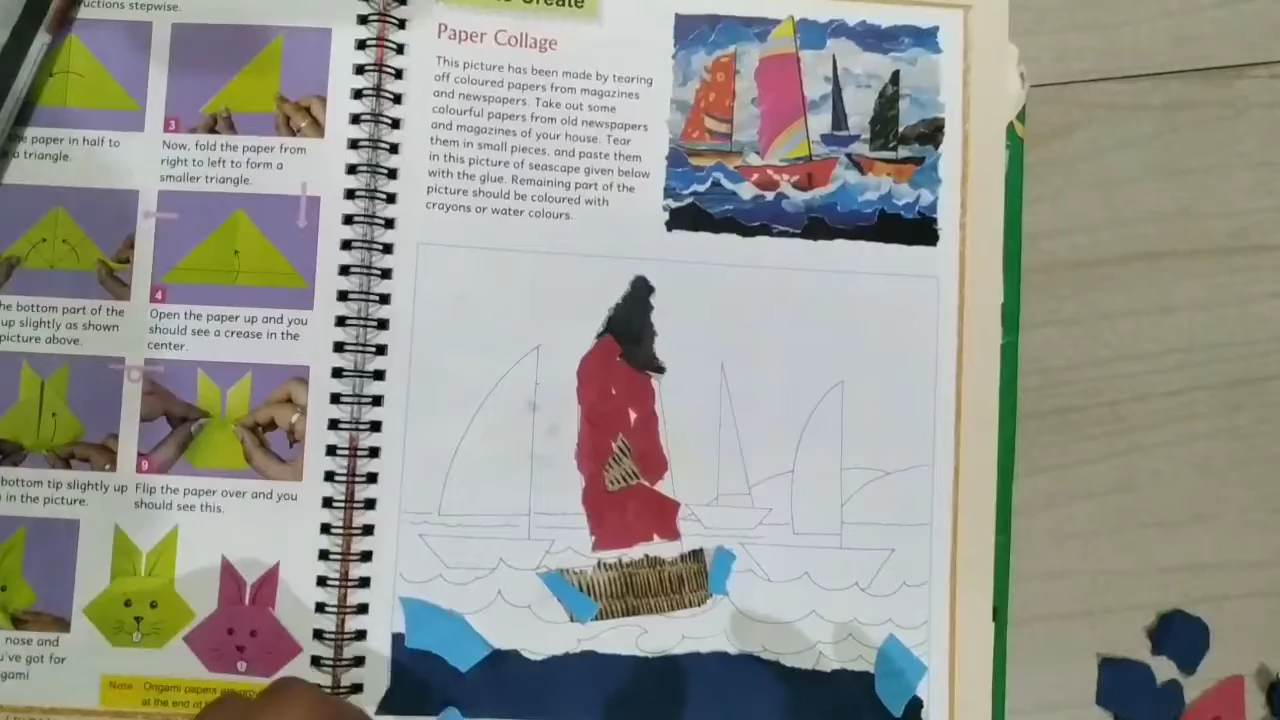 uctions stepwise.
he paper in half to
a triangle.
3
Now, fold the paper from
right to left to form a
smaller triangle.
he bottom part of the
up slightly as shown
picture above.
4
Open the paper up and you
should see a crease in the
center.
bottom tip slightly up
in the picture.
9
Flip the paper over and you
should see this.
nose and
u've got for
gami
Note
Origami papers are
at the end of
Create
Paper Collage
This picture has been made by tearing
off coloured papers from magazines
and newspapers. Take out some
colourful papers from old newspapers
and magazines of your house. Tear
them in small pieces, and paste them
in this picture of seascape given below
with the glue. Remaining part of the
picture should be coloured with
crayons or water colours.